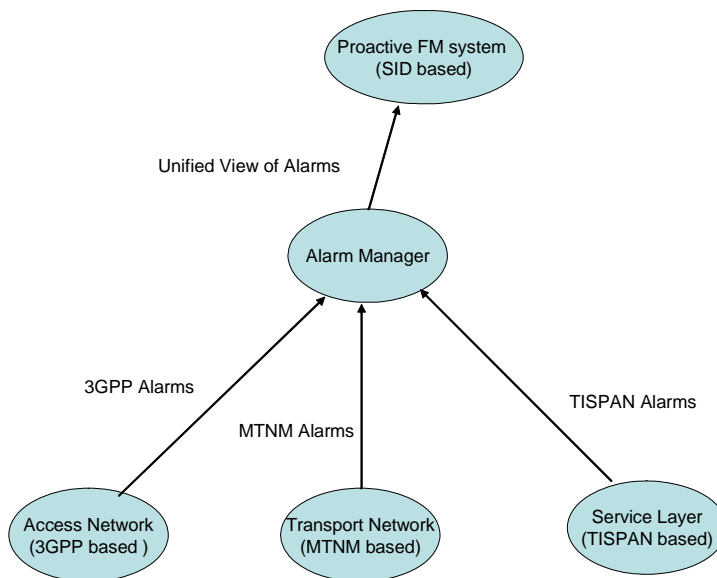 Proactive FM system
(SID based)
Unified View of Alarms
Alarm Manager
3GPP Alarms
MTNM Alarms
TISPAN Alarms
Access Network
(3GPP based )
Transport Network
(MTNM based)
Service Layer
(TISPAN based)